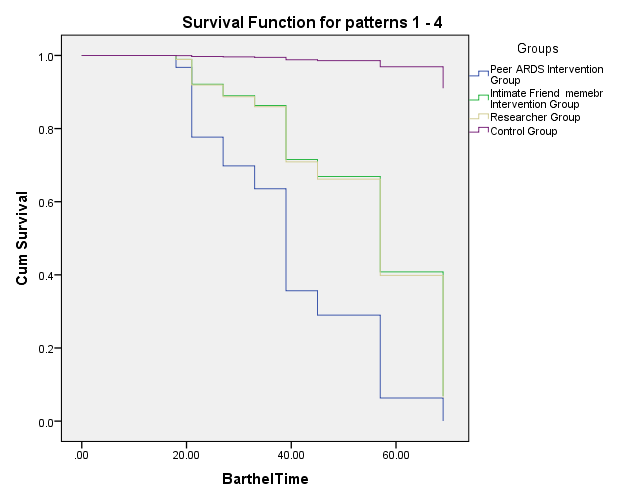 Survival Function for patterns 1 - 4
Groups
Peer ARDS Intervention
Group
Intimate Friend memebr
Intervention Group
Researcher Group
Control Group
Cum Survival
1.0
0.8
0.6
0.4
0.2
0.0
.00
20.00
40.00
60.00
BarthelTime